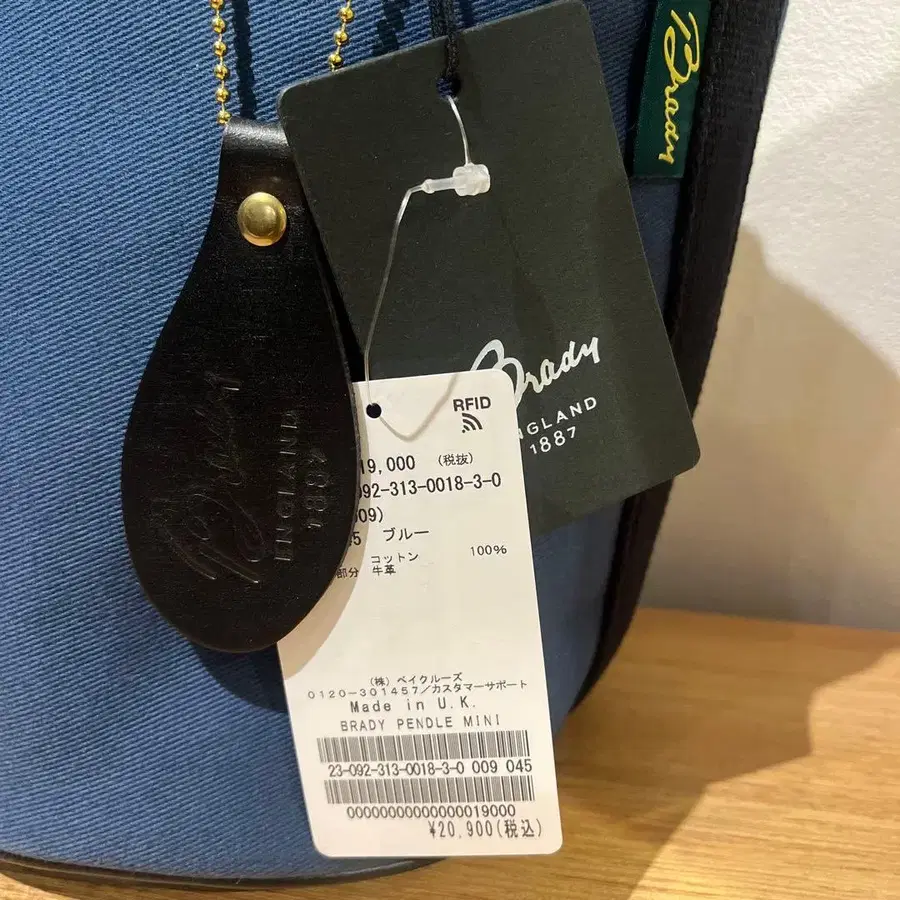 Brady
Brady
ENGLAND
1887
Brady
ENGLAND
1887
RFID
19,000 (税抜)
092-313-0018-3-0
009)
5 ブルー
コットン 100%
部分 牛革
(株)ベイクルーズ
0120-301457/カスタマーサポート
Made in U.K.
BRADY PENDLE MINI
23-092-313-0018-3-0 009 045
00000000000000019000
¥20,900(税込)